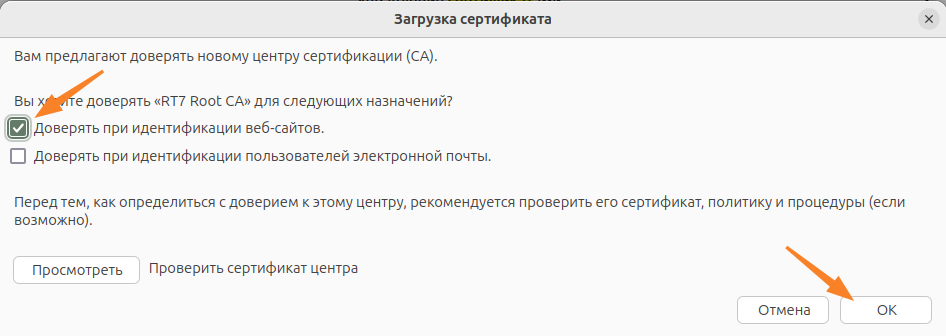 Загрузка сертификата
Вам предлагают доверять новому центру сертификации (CA).
Вы хотите доверять «RT7 Root CA» для следующих назначений?
Доверять при идентификации веб-сайтов.
Доверять при идентификации пользователей электронной почты.
Перед тем, как определиться с доверием к этому центру, рекомендуется проверить его сертификат, политику и процедуры (если
возможно).
Просмотреть Проверить сертификат центра
Отмена OK